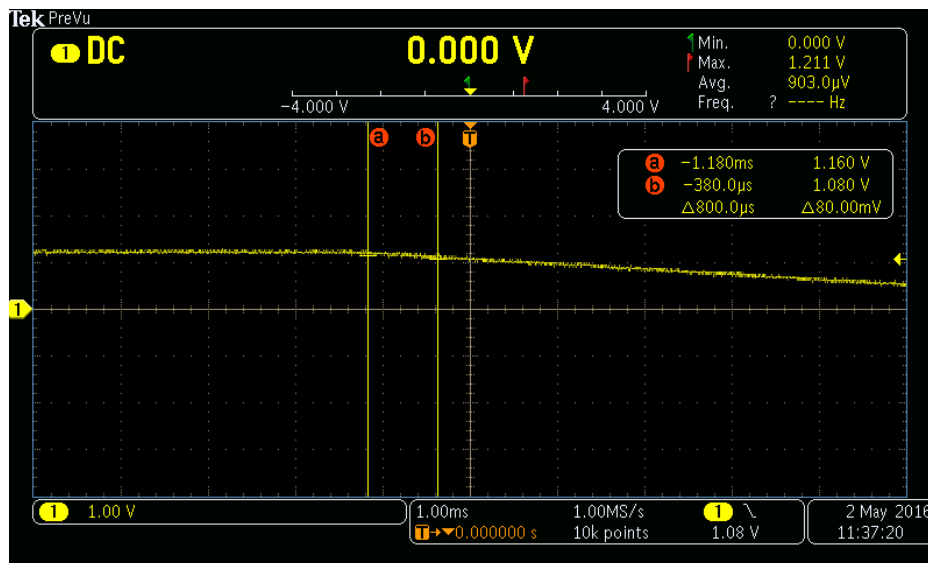 Tek PreVu
1 DC 0.000 V
Min. 0.000 V
Max. 1.211 V
Avg. 903.0µV
Freq. ? ---- Hz
-4.000 V 4.000 V
a b T
a -1.180ms 1.160 V
b -380.0µs 1.080 V
△800.0µs △80.00mV
1
1 1.00 V
1.00ms 1.00MS/s 1 1.08 V
T→▼0.000000 s 10k points
2 May 2016
11:37:20